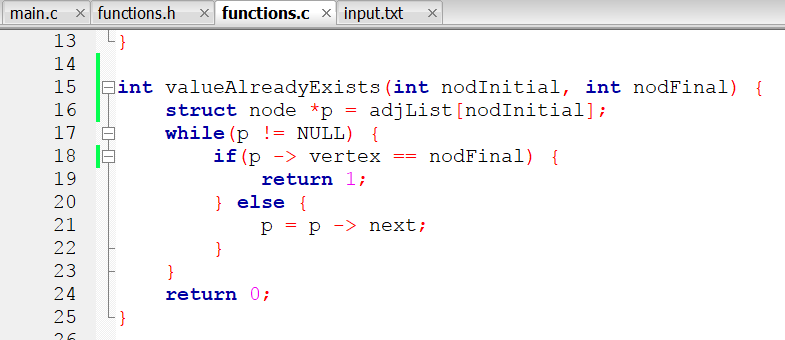 main.c × functions.h × functions.c × input.txt ×
13 }
14
15 int valueAlreadyExists(int nodInitial, int nodFinal) {
16     struct node *p = adjList[nodInitial];
17     while(p != NULL) {
18         if(p -> vertex == nodFinal) {
19             return 1;
20         } else {
21             p = p -> next;
22         }
23     }
24     return 0;
25 }
26